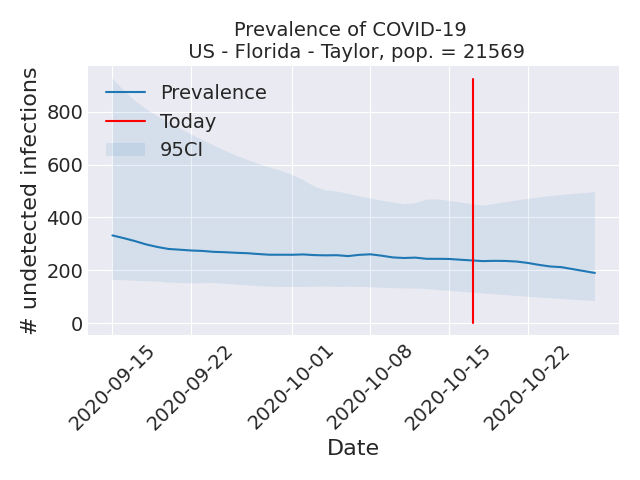 Prevalence of COVID-19
US - Florida - Taylor, pop. = 21569
# undetected infections
800
600
400
200
0
Prevalence
Today
95CI
2020-09-15
2020-09-22
2020-10-01
2020-10-08
2020-10-15
2020-10-22
Date